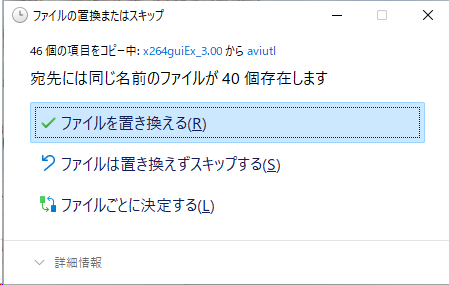 ファイルの置換またはスキップ
46 個の項目をコピー中: x264guiEx_3.00 から aviutl
宛先には同じ名前のファイルが 40 個存在します
ファイルを置き換える(R)
ファイルは置き換えずスキップする(S)
ファイルごとに決定する(L)
詳細情報